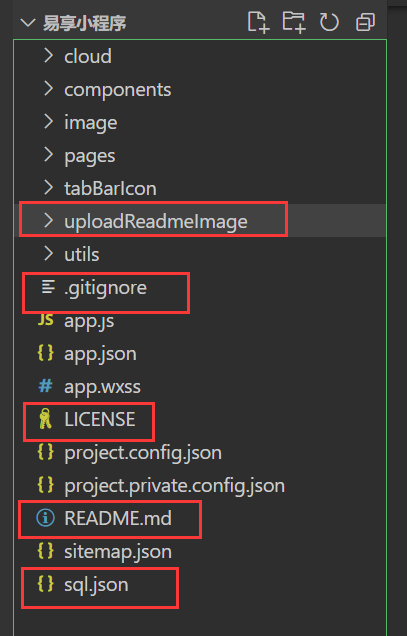 易享小程序
cloud
components
image
pages
tabBarIcon
uploadReadmeImage
utils
.gitignore
JS app.js
{} app.json
# app.wxss
LICENSE
{} project.config.json
{} project.private.config.json
README.md
{} sitemap.json
{} sql.json